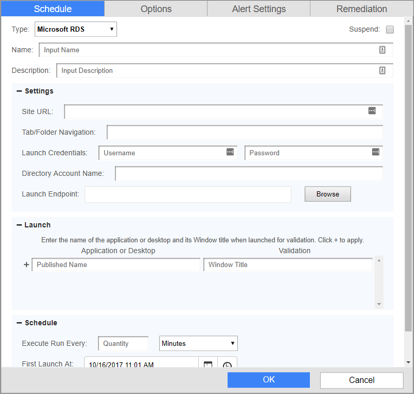 Schedule Options Alert Settings Remediation
Type: Microsoft RDS Suspend:
Name: Input Name
Description: Input Description
Settings
Site URL:
Tab/Folder Navigation:
Launch Credentials: Username Password
Directory Account Name:
Launch Endpoint: Browse
Launch
Enter the name of the application or desktop and its Window title when launched for validation. Click + to apply.
Application or Desktop Validation
+ Published Name Window Title
Schedule
Execute Run Every: Quantity Minutes
First Launch At: 10/16/2017 11:01 AM
OK Cancel